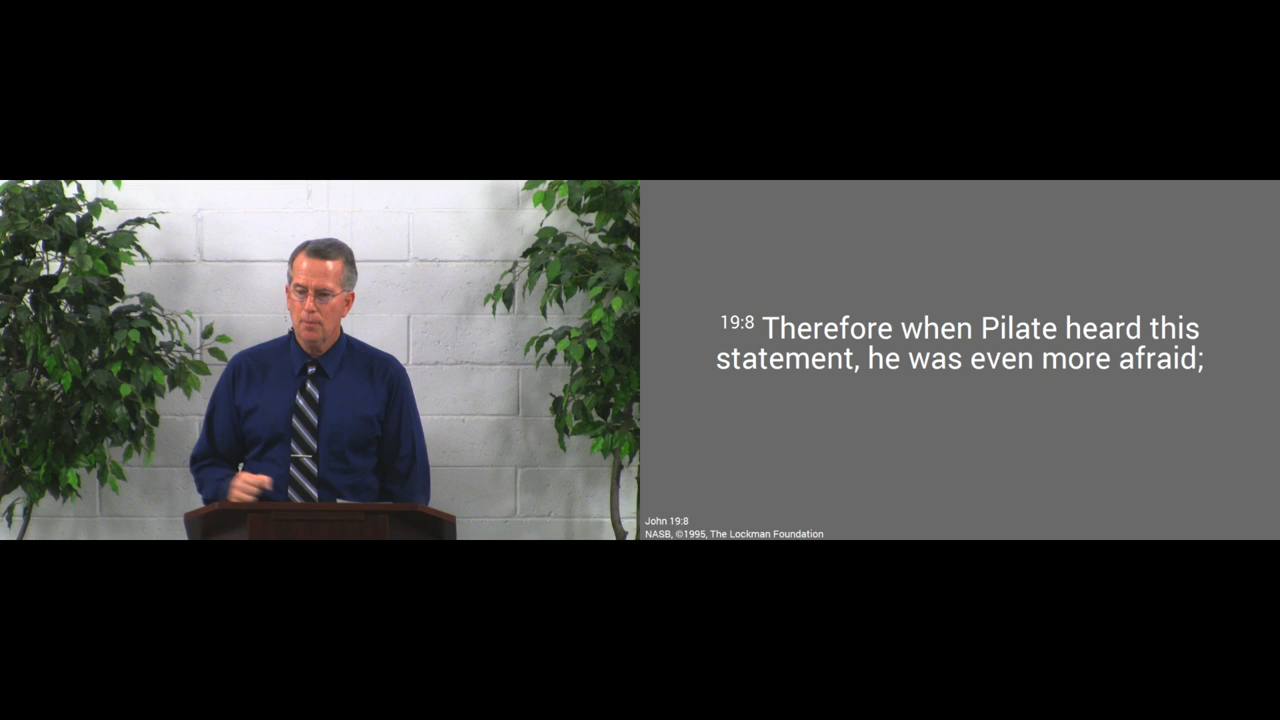 19:8 Therefore when Pilate heard this
statement, he was even more afraid;
John 19:8
NASB, ©1995, The Lockman Foundation